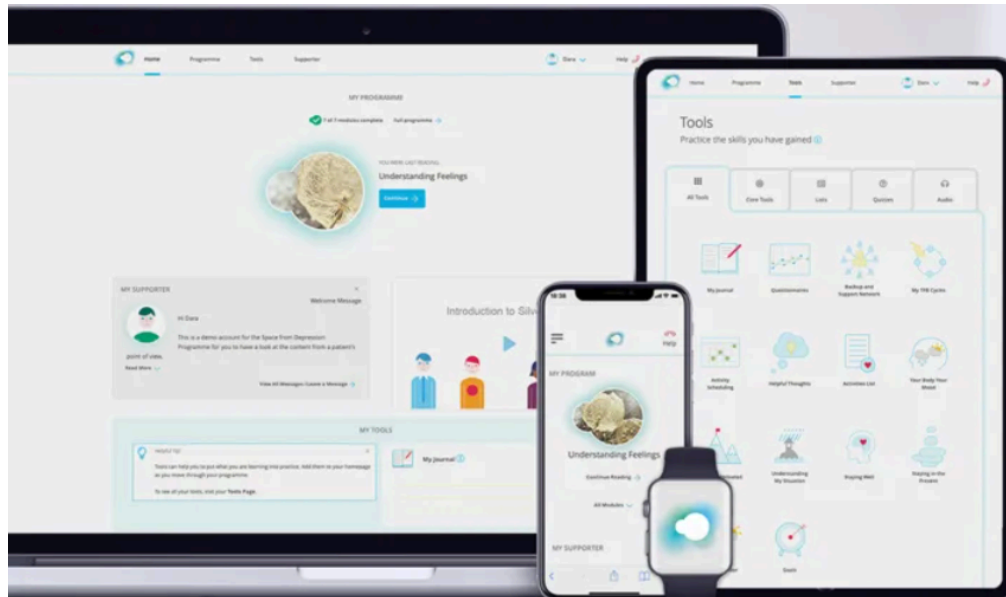 Home Programme Tools Supporter Dara Help
MY PROGRAMME
7 of 7 modules complete Full programme
YOU WERE LAST READING
Understanding Feelings
Continue
MY SUPPORTER
Welcome Message
Hi Dara
This is a demo account for the Space from Depression
Programme for you to have a look at the content from a patient's
point of view.
Read More
View All Messages Leave a Message
Introduction to Silv
MY TOOLS
Helpful Tip
Tools can help you to put what you are learning into practice. Add them to your homepage
as you move through your programme.
To see all your tools, visit your Tools Page.
My Journal
18:38
Help
MY PROGRAM
Understanding Feelings
Continue Reading
All Modules
MY SUPPORTER
Home Programme Tools Supporter Dara Help
Tools
Practice the skills you have gained
All Tools Core Tools Lists Quizzes Audio
My Journal
Questionnaires
Backup and
Support Network
My TFB Cycles
Activity
Scheduling
Helpful Thoughts
Activities List
Your Body Your
Mood
Understanding
My Situation
Staying Well
Staying in the
Present
Goals